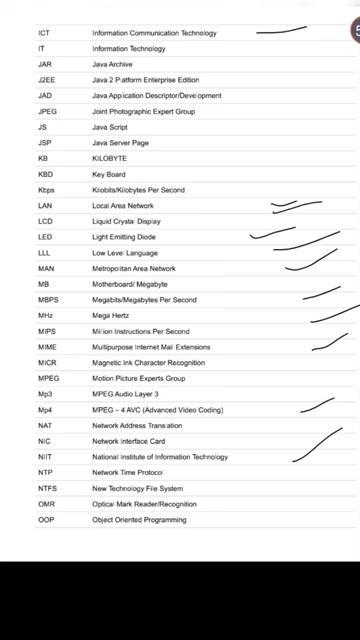 ICT Information Communication Technology
IT Information Technology
JAR Java Archive
J2EE Java 2 Platform Enterprise Edition
JAD Java Application Descriptor/Development
JPEG Joint Photographic Expert Group
JS Java Script
JSP Java Server Page
KB KILOBYTE
KBD Key Board
Kbps Kilobits/Kilobytes Per Second
LAN Local Area Network
LCD Liquid Crystal Display
LED Light Emitting Diode
LLL Low Level Language
MAN Metropolitan Area Network
MB Motherboard/ Megabyte
MBPS Megabits/Megabytes Per Second
MHz Mega Hertz
MIPS Million Instructions Per Second
MIME Multipurpose Internet Mail Extensions
MICR Magnetic Ink Character Recognition
MPEG Motion Picture Experts Group
Mp3 MPEG Audio Layer 3
Mp4 MPEG – 4 AVC (Advanced Video Coding)
NAT Network Address Translation
NIC Network Interface Card
NIIT National Institute of Information Technology
NTP Network Time Protocol
NTFS New Technology File System
OMR Optical Mark Reader/Recognition
OOP Object Oriented Programming